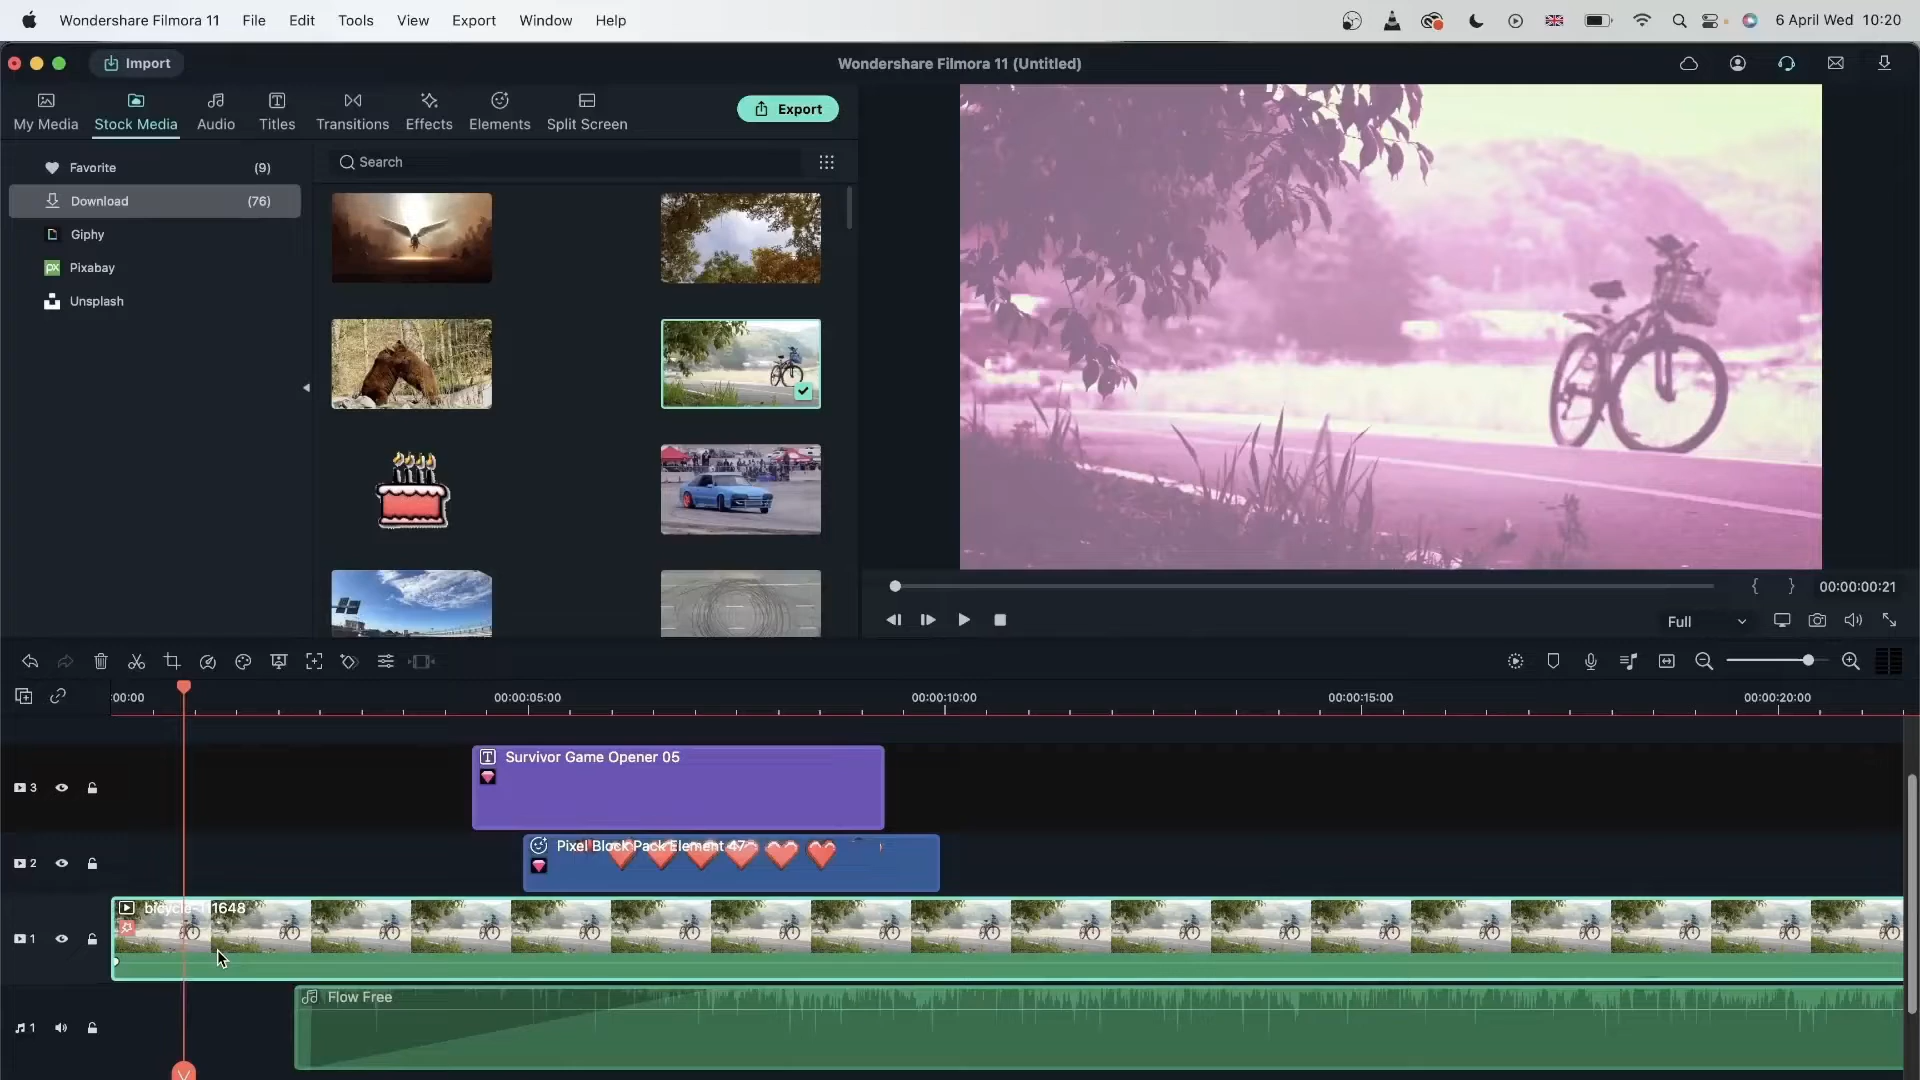 Wondershare Filmora 11 File Edit Tools View Export Window Help 6 April Wed 10:20
Import Wondershare Filmora 11 (Untitled)
My Media Stock Media Audio Titles Transitions Effects Elements Split Screen Export
Favorite (9)
Download (76)
Giphy
px Pixabay
Unsplash
Search
00:00:00:21
Full
:00:00 00:00:05:00 00:00:10:00 00:00:15:00 00:00:20:00
3 T Survivor Game Opener 05
2 Pixel Block Pack Element 47
1 bicycle-111648
1 Flow Free